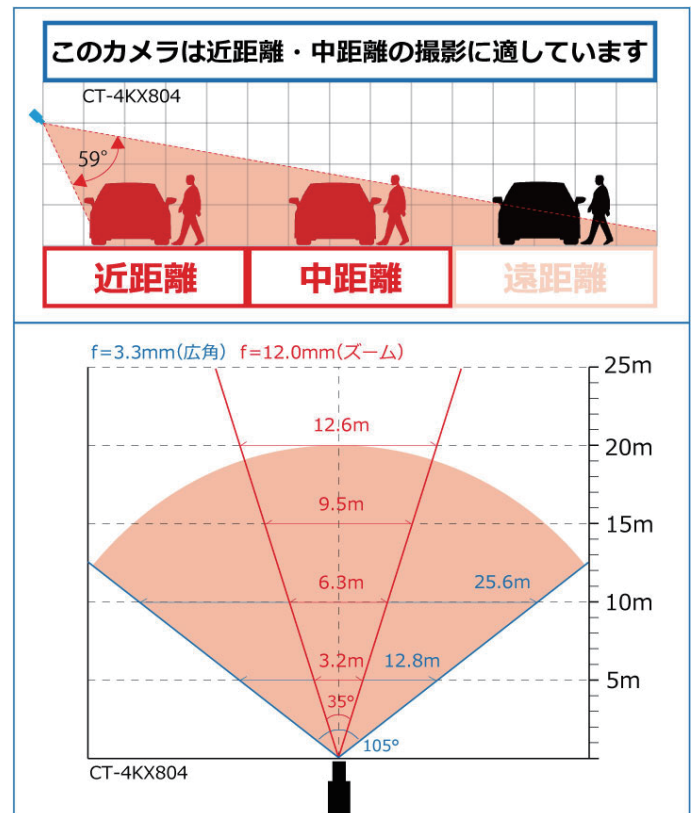 このカメラは近距離・中距離の撮影に適しています
CT-4KX804
59°
近距離
中距離
遠距離
f=3.3mm(広角) f=12.0mm(ズーム)
25m
12.6m
20m
9.5m
15m
6.3m
25.6m
10m
3.2m
12.8m
5m
35°
105°
CT-4KX804